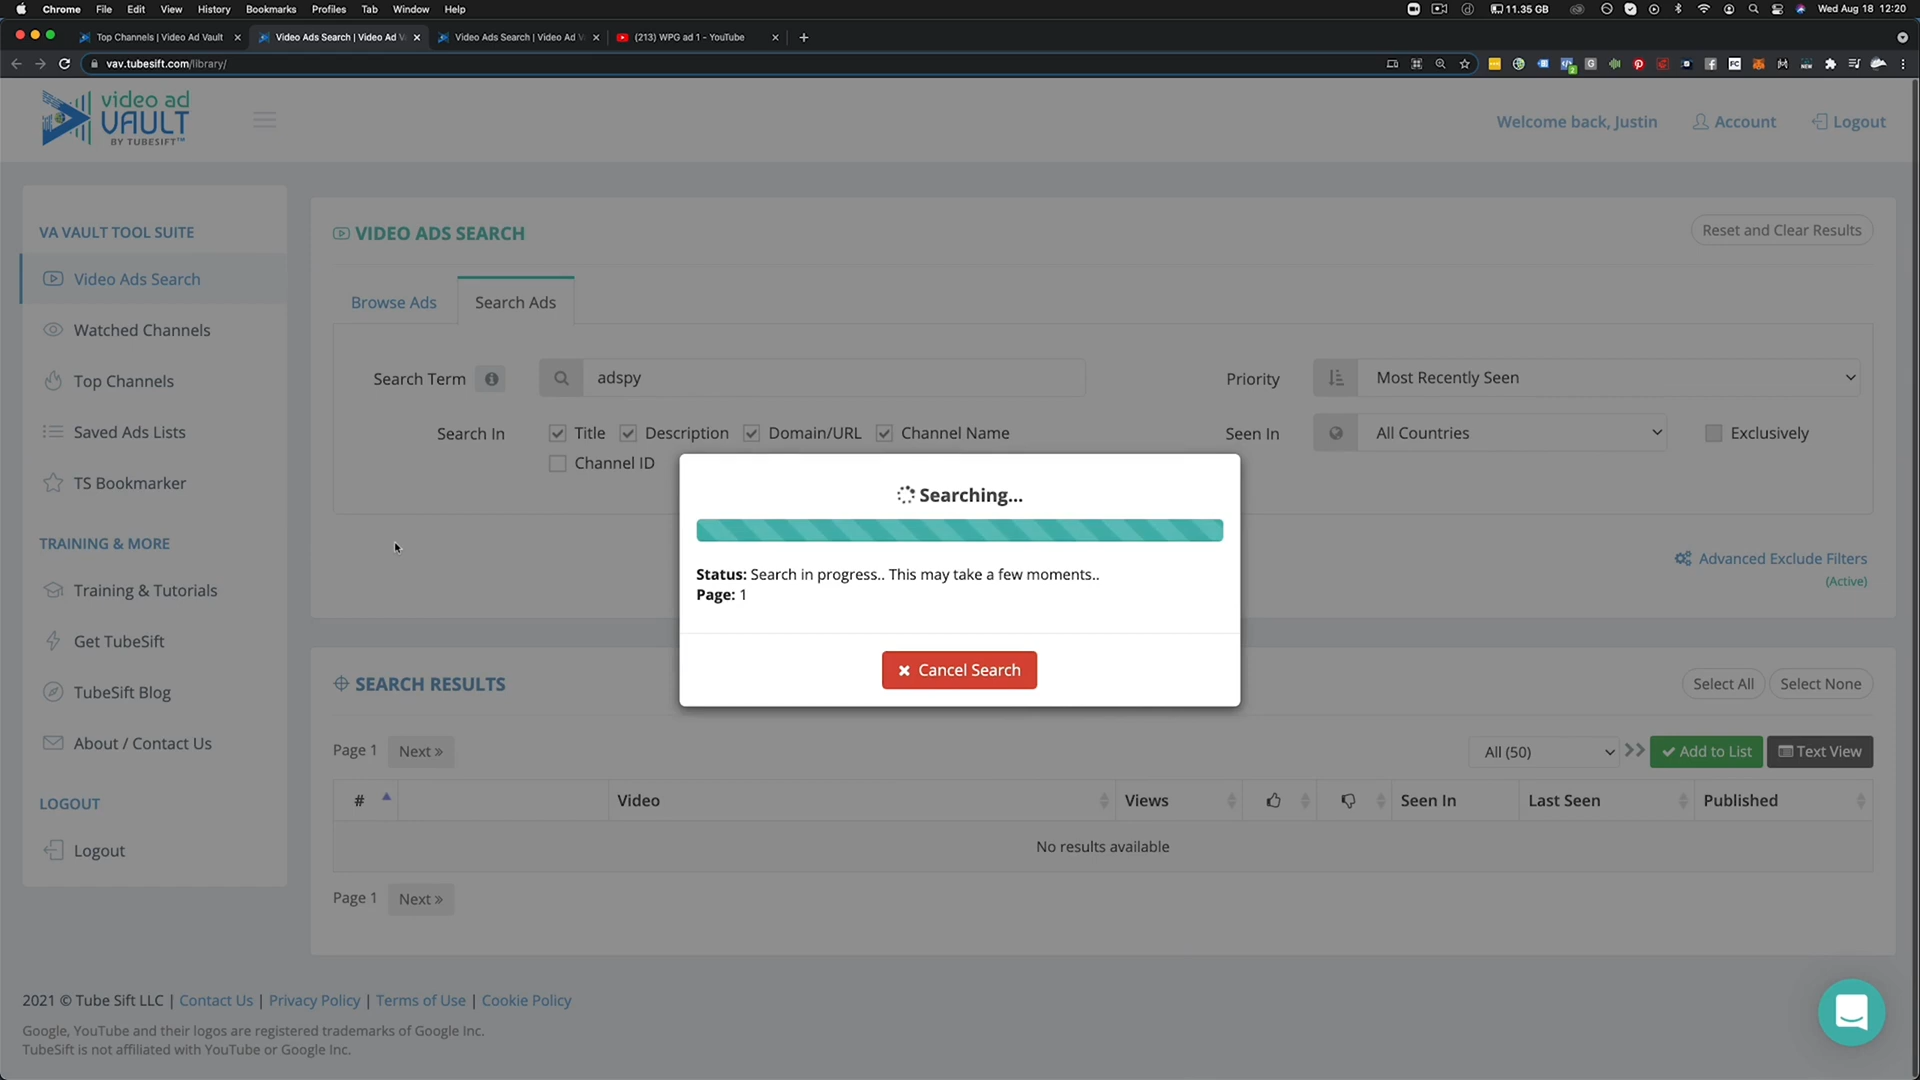 Chrome File Edit View History Bookmarks Profiles Tab Window Help 11.35 GB Wed Aug 18 12:20
Top Channels | Video Ad Vault Video Ads Search | Video Ad V Video Ads Search | Video Ad V (213) WPG ad 1 - YouTube
vav.tubesift.com/library/
video ad
VAULT
BY TUBESIFT™
Welcome back, Justin Account Logout
VA VAULT TOOL SUITE
Video Ads Search
Watched Channels
Top Channels
Saved Ads Lists
TS Bookmarker
TRAINING & MORE
Training & Tutorials
Get TubeSift
TubeSift Blog
About / Contact Us
LOGOUT
Logout
VIDEO ADS SEARCH
Reset and Clear Results
Browse Ads Search Ads
Search Term adspy Priority Most Recently Seen
Search In Title Description Domain/URL Channel Name Seen In All Countries Exclusively
Channel ID
Searching...
Status: Search in progress.. This may take a few moments..
Page: 1
Cancel Search
Advanced Exclude Filters
(Active)
SEARCH RESULTS
Select All Select None
Page 1 Next » All (50) Add to List Text View
# Video Views Seen In Last Seen Published
No results available
Page 1 Next »
2021 © Tube Sift LLC | Contact Us | Privacy Policy | Terms of Use | Cookie Policy
Google, YouTube and their logos are registered trademarks of Google Inc.
TubeSift is not affiliated with YouTube or Google Inc.